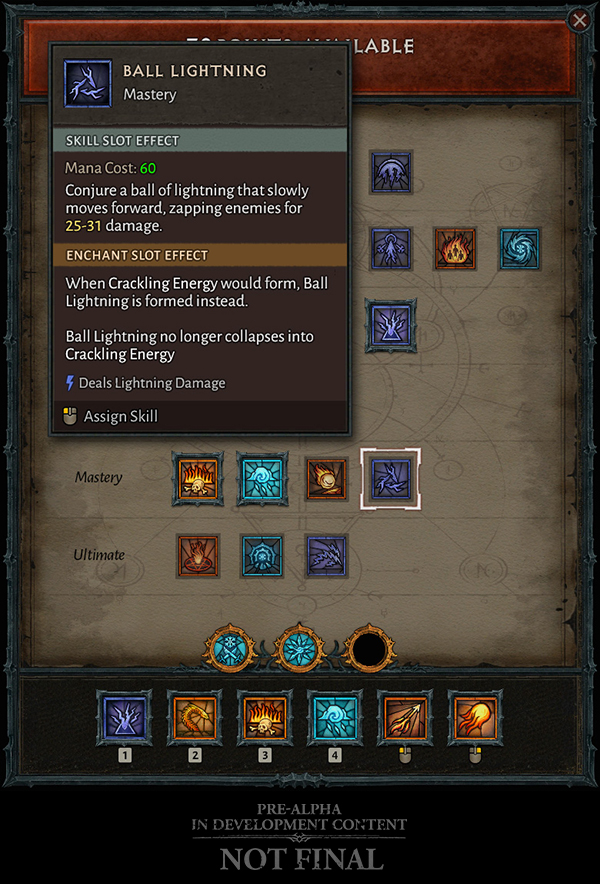 LABLE
BALL LIGHTNING
Mastery
SKILL SLOT EFFECT
Mana Cost: 60
Conjure a ball of lightning that slowly
moves forward, zapping enemies for
25-31 damage.
ENCHANT SLOT EFFECT
When Crackling Energy would form, Ball
Lightning is formed instead.
Ball Lightning no longer collapses into
Crackling Energy
Deals Lightning Damage
Assign Skill
Mastery
Ultimate
1
2
3
4
PRE-ALPHA
IN DEVELOPMENT CONTENT
NOT FINAL